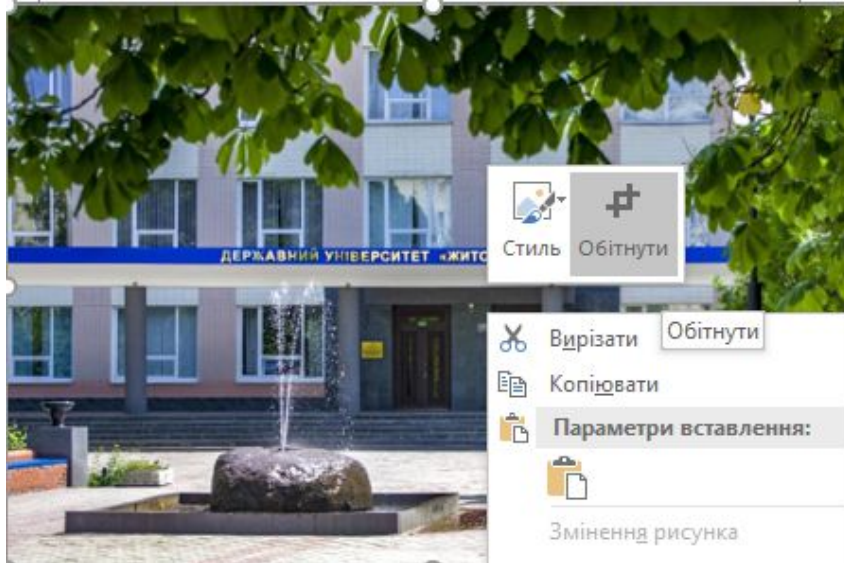 ДЕРЖАВНИЙ УНІВЕРСИТЕТ «ЖИТО
Стиль
Обітнути
Обітнути
Вирізати
Копіювати
Параметри вставлення:
Змінення рисунка